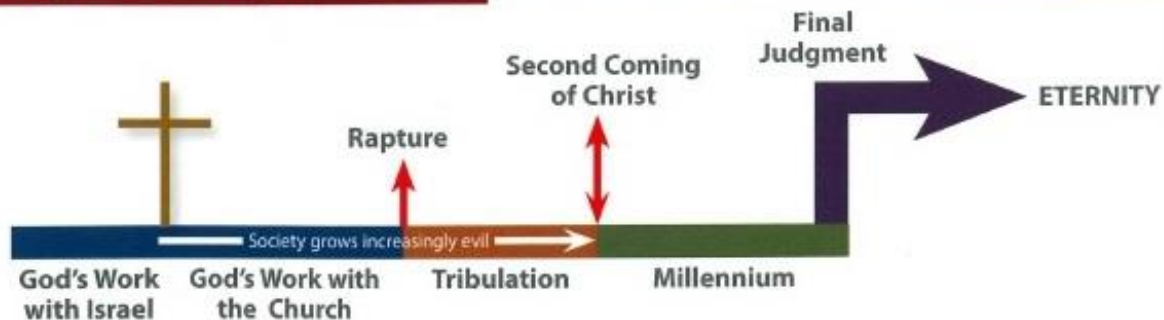 Final
Judgment
Second Coming
of Christ
ETERNITY
Rapture
Society grows increasingly evil
God's Work
with Israel
God's Work with
the Church
Tribulation
Millennium